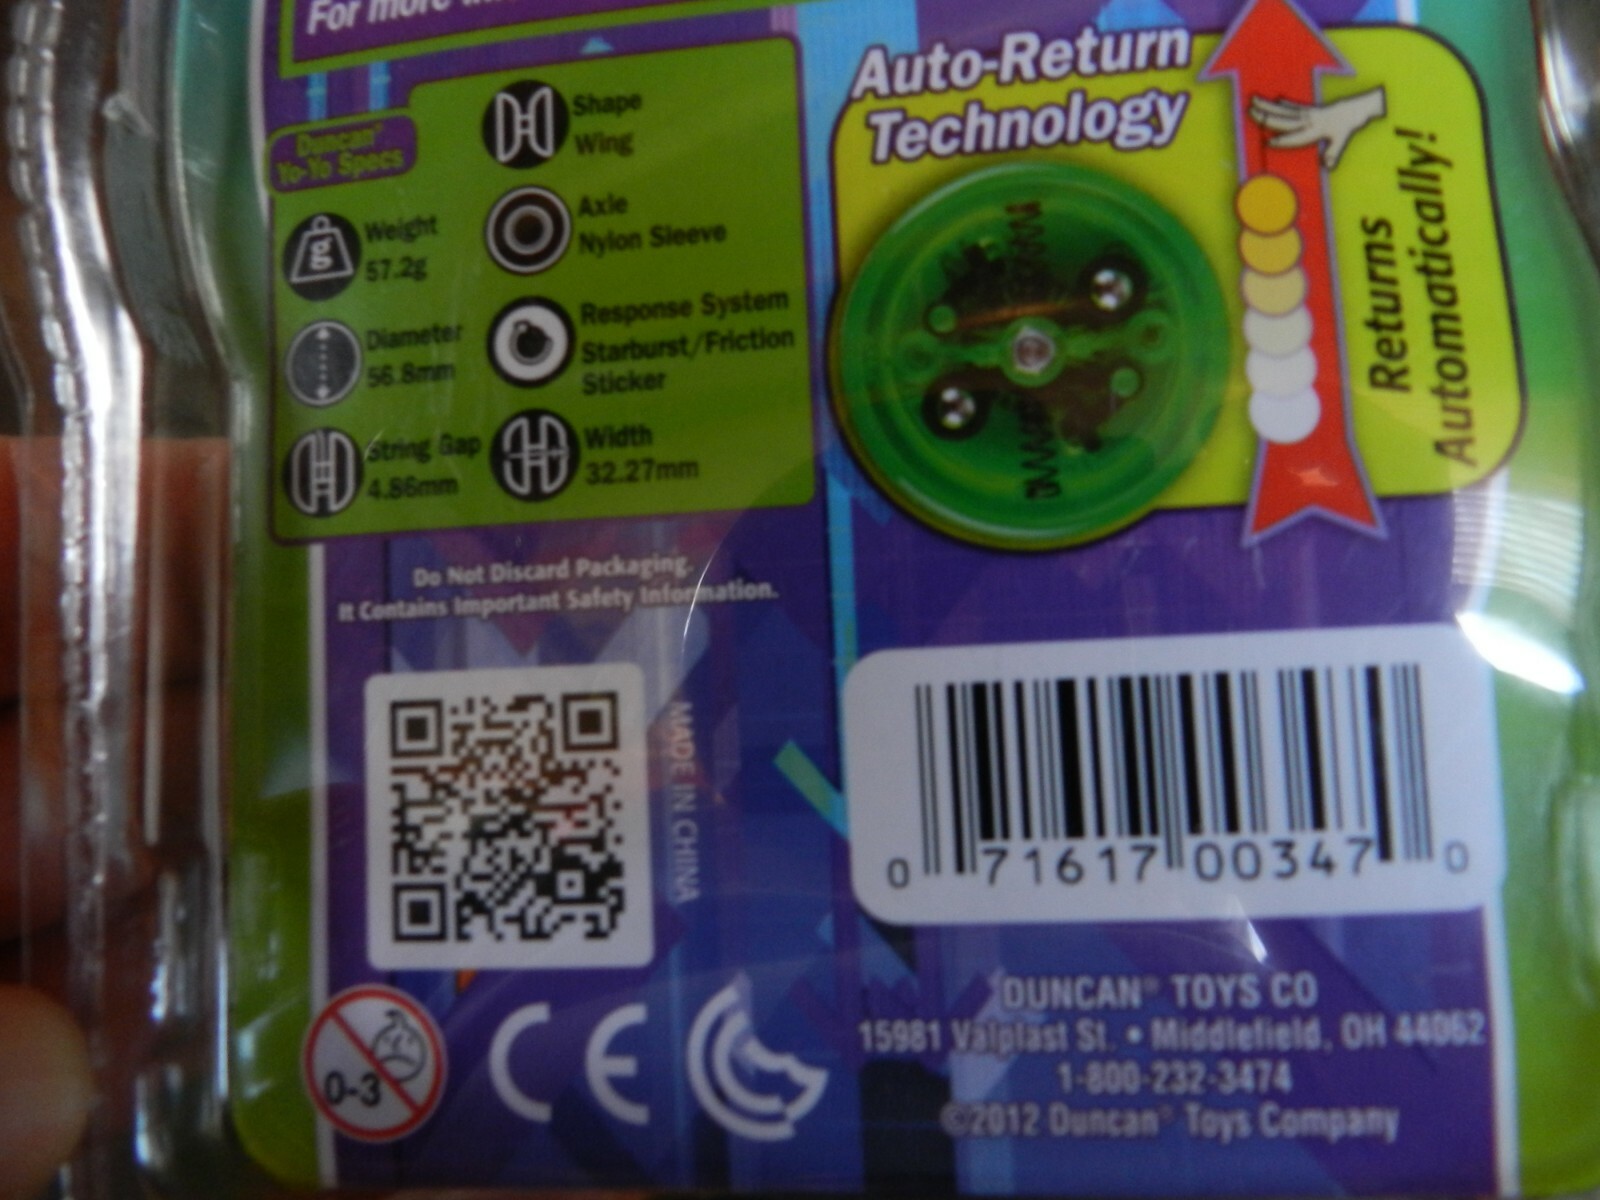 For more
Duncan®
Yo-Yo Specs
Weight
57.2g
Diameter
56.8mm
String Gap
4.86mm
Shape
Wing
Axle
Nylon Sleeve
Response System
Starburst/Friction
Sticker
Width
32.27mm
Auto-Return
Technology
Returns
Automatically!
Do Not Discard Packaging.
It Contains Important Safety Information.
MADE IN CHINA
0 71617 00347 0
0-3
CE
DUNCAN® TOYS CO
15981 Valplast St. • Middlefield, OH 44062
1-800-232-3474
©2012 Duncan® Toys Company